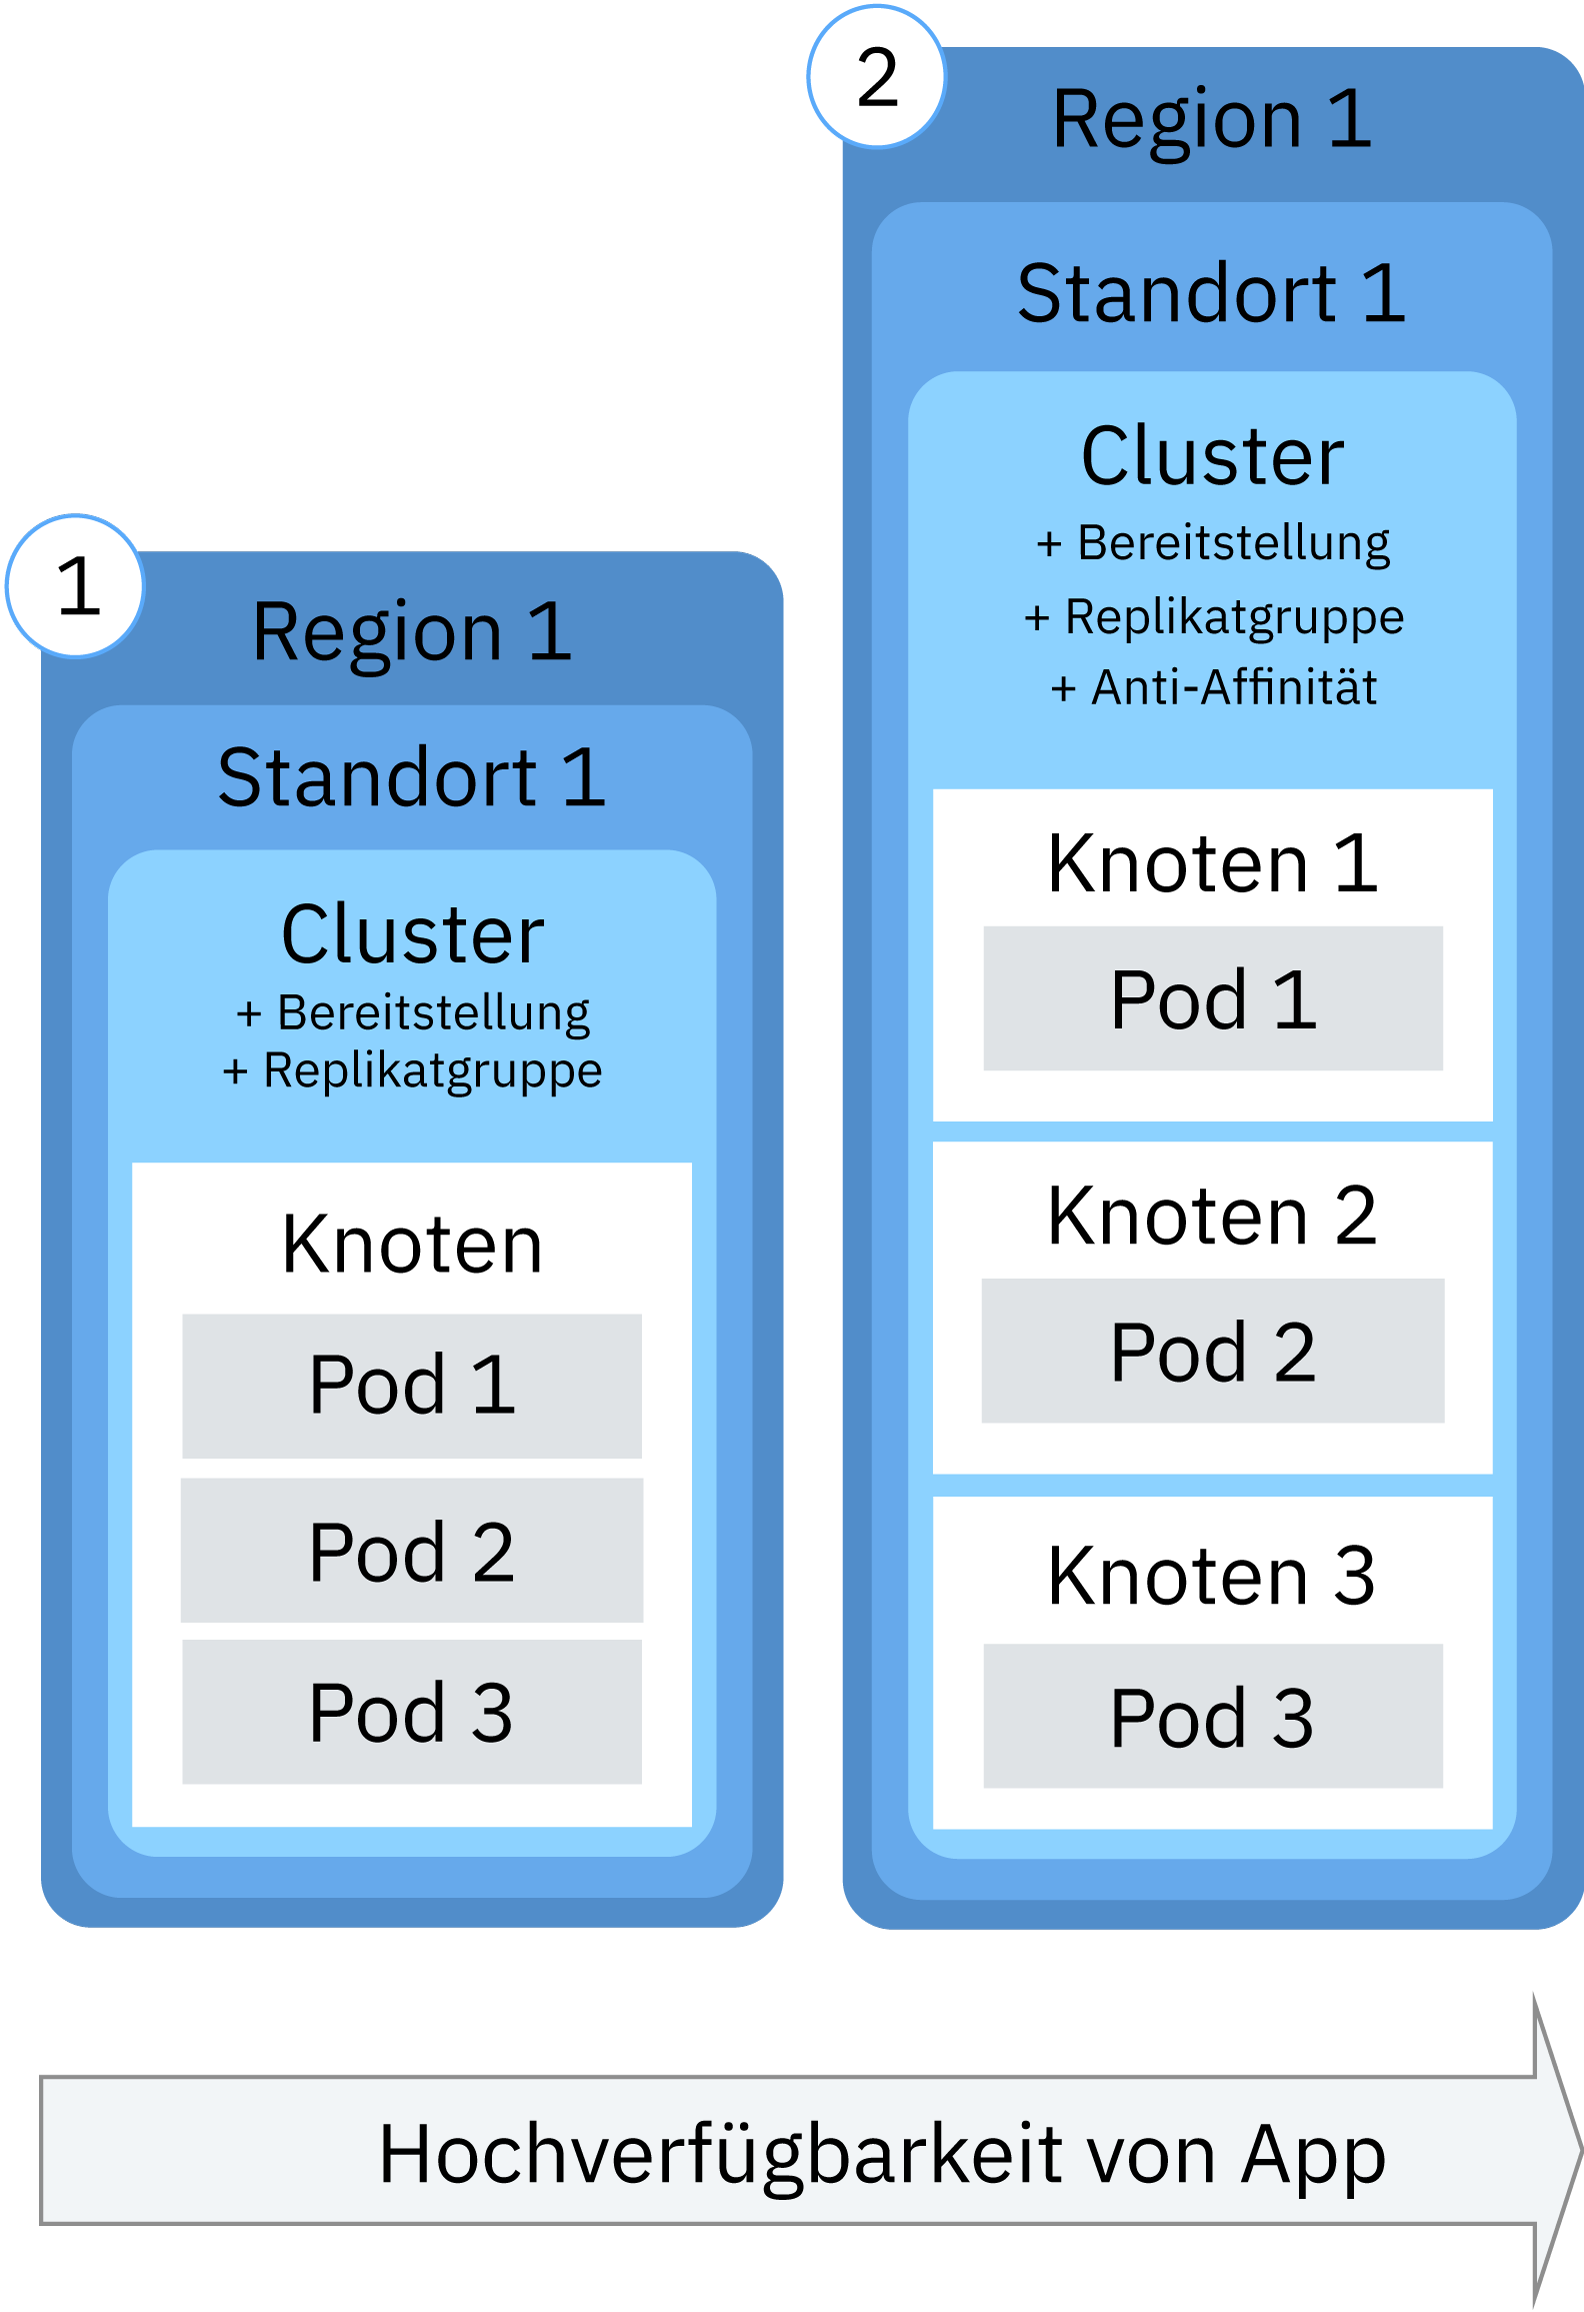 1
Region 1
Standort 1
Cluster
+ Bereitstellung
+ Replikatgruppe
Knoten
Pod 1
Pod 2
Pod 3
2
Region 1
Standort 1
Cluster
+ Bereitstellung
+ Replikatgruppe
+ Anti-Affinität
Knoten 1
Pod 1
Knoten 2
Pod 2
Knoten 3
Pod 3
Hochverfügbarkeit von App